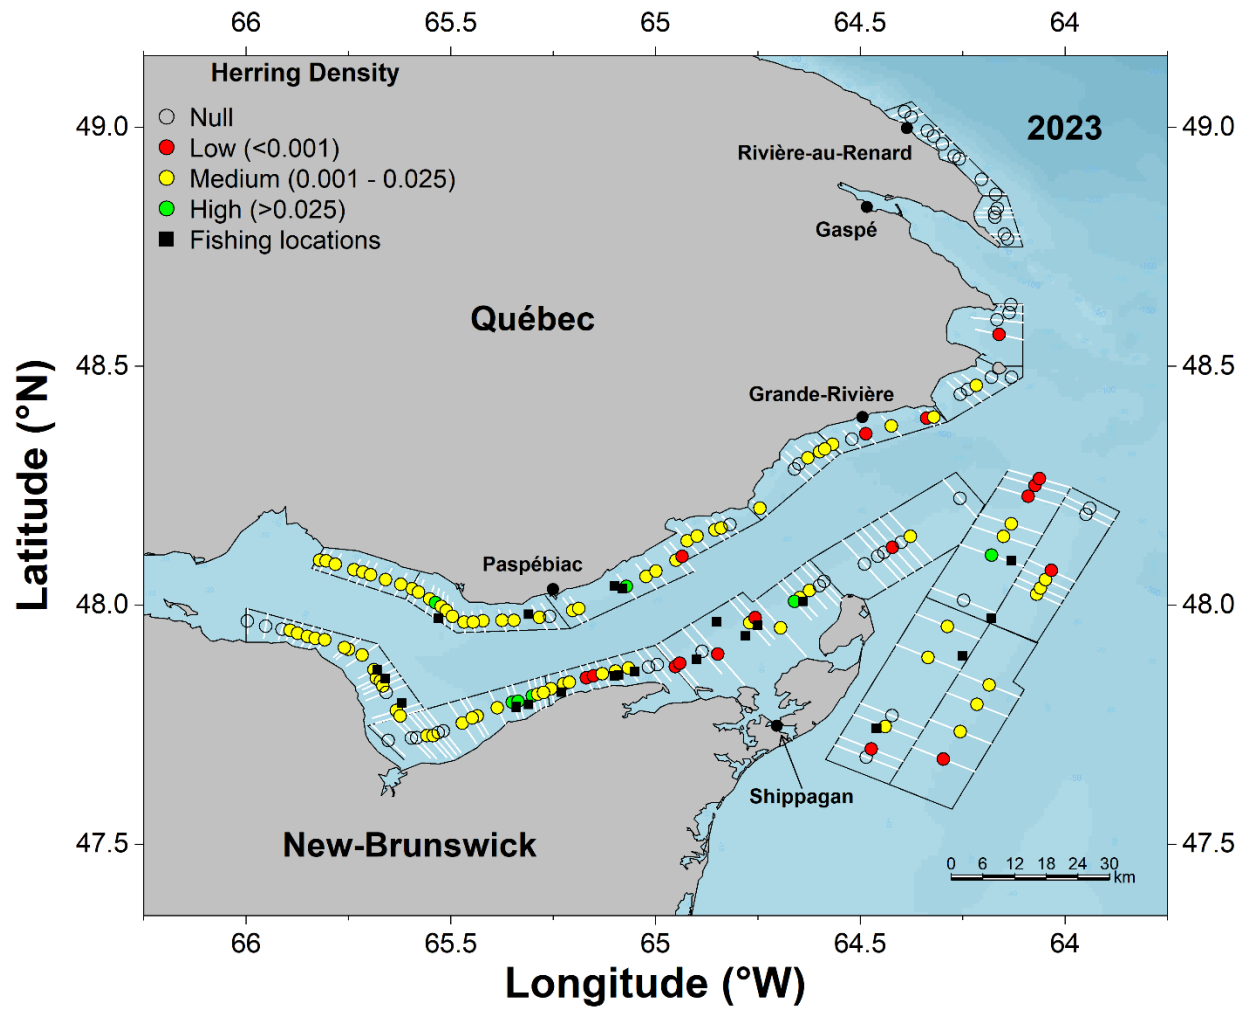 66 65.5 65 64.5 64
Herring Density
Null
Low (<0.001)
Medium (0.001 - 0.025)
High (>0.025)
Fishing locations
2023
49.0 49.0
Rivière-au-Renard
Gaspé
Québec
48.5 48.5
Grande-Rivière
Paspébiac
48.0 48.0
Shippagan
New-Brunswick
47.5 47.5
0 6 12 18 24 30
km
66 65.5 65 64.5 64
Latitude (°N)
Longitude (°W)